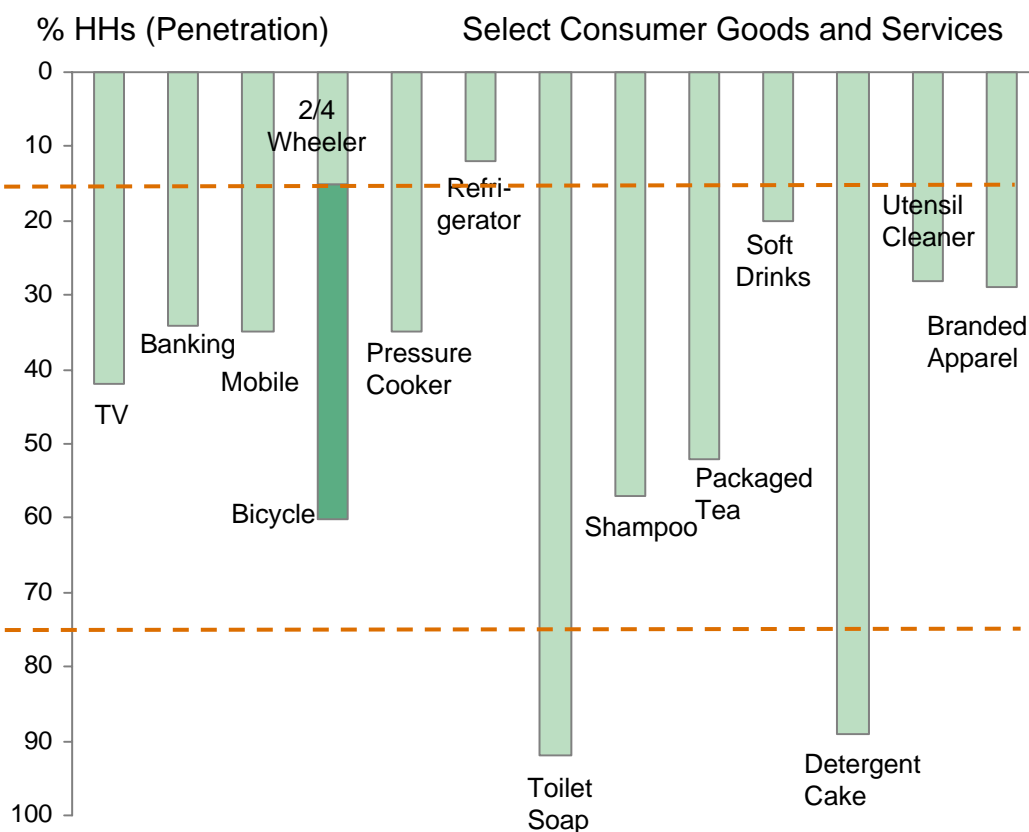 % HHs (Penetration)
Select Consumer Goods and Services
0
10
20
30
40
50
60
70
80
90
100
TV
Banking
Mobile
2/4
Wheeler
Bicycle
Pressure
Cooker
Refri-
gerator
Toilet
Soap
Shampoo
Packaged
Tea
Soft
Drinks
Detergent
Cake
Utensil
Cleaner
Branded
Apparel